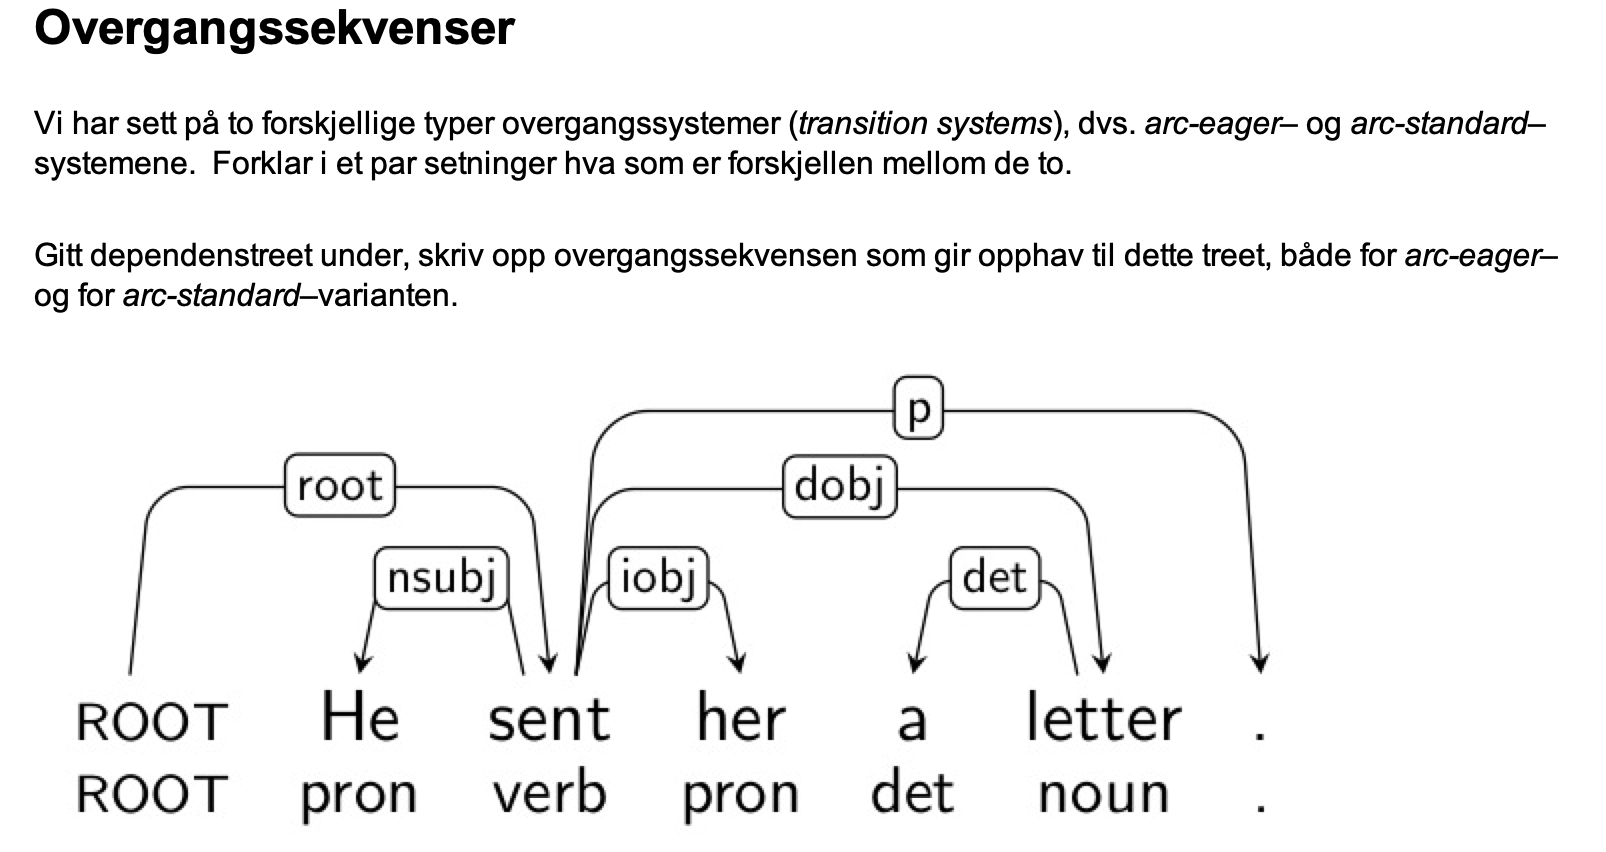 Overgangssekvenser
Vi har sett på to forskjellige typer overgangssystemer (transition systems), dvs. arc-eager– og arc-standard–
systemene.  Forklar i et par setninger hva som er forskjellen mellom de to.
Gitt dependenstreet under, skriv opp overgangssekvensen som gir opphav til dette treet, både for arc-eager–
og for arc-standard–varianten.
p
root dobj
nsubj iobj det
ROOT He sent her a letter .
ROOT pron verb pron det noun .